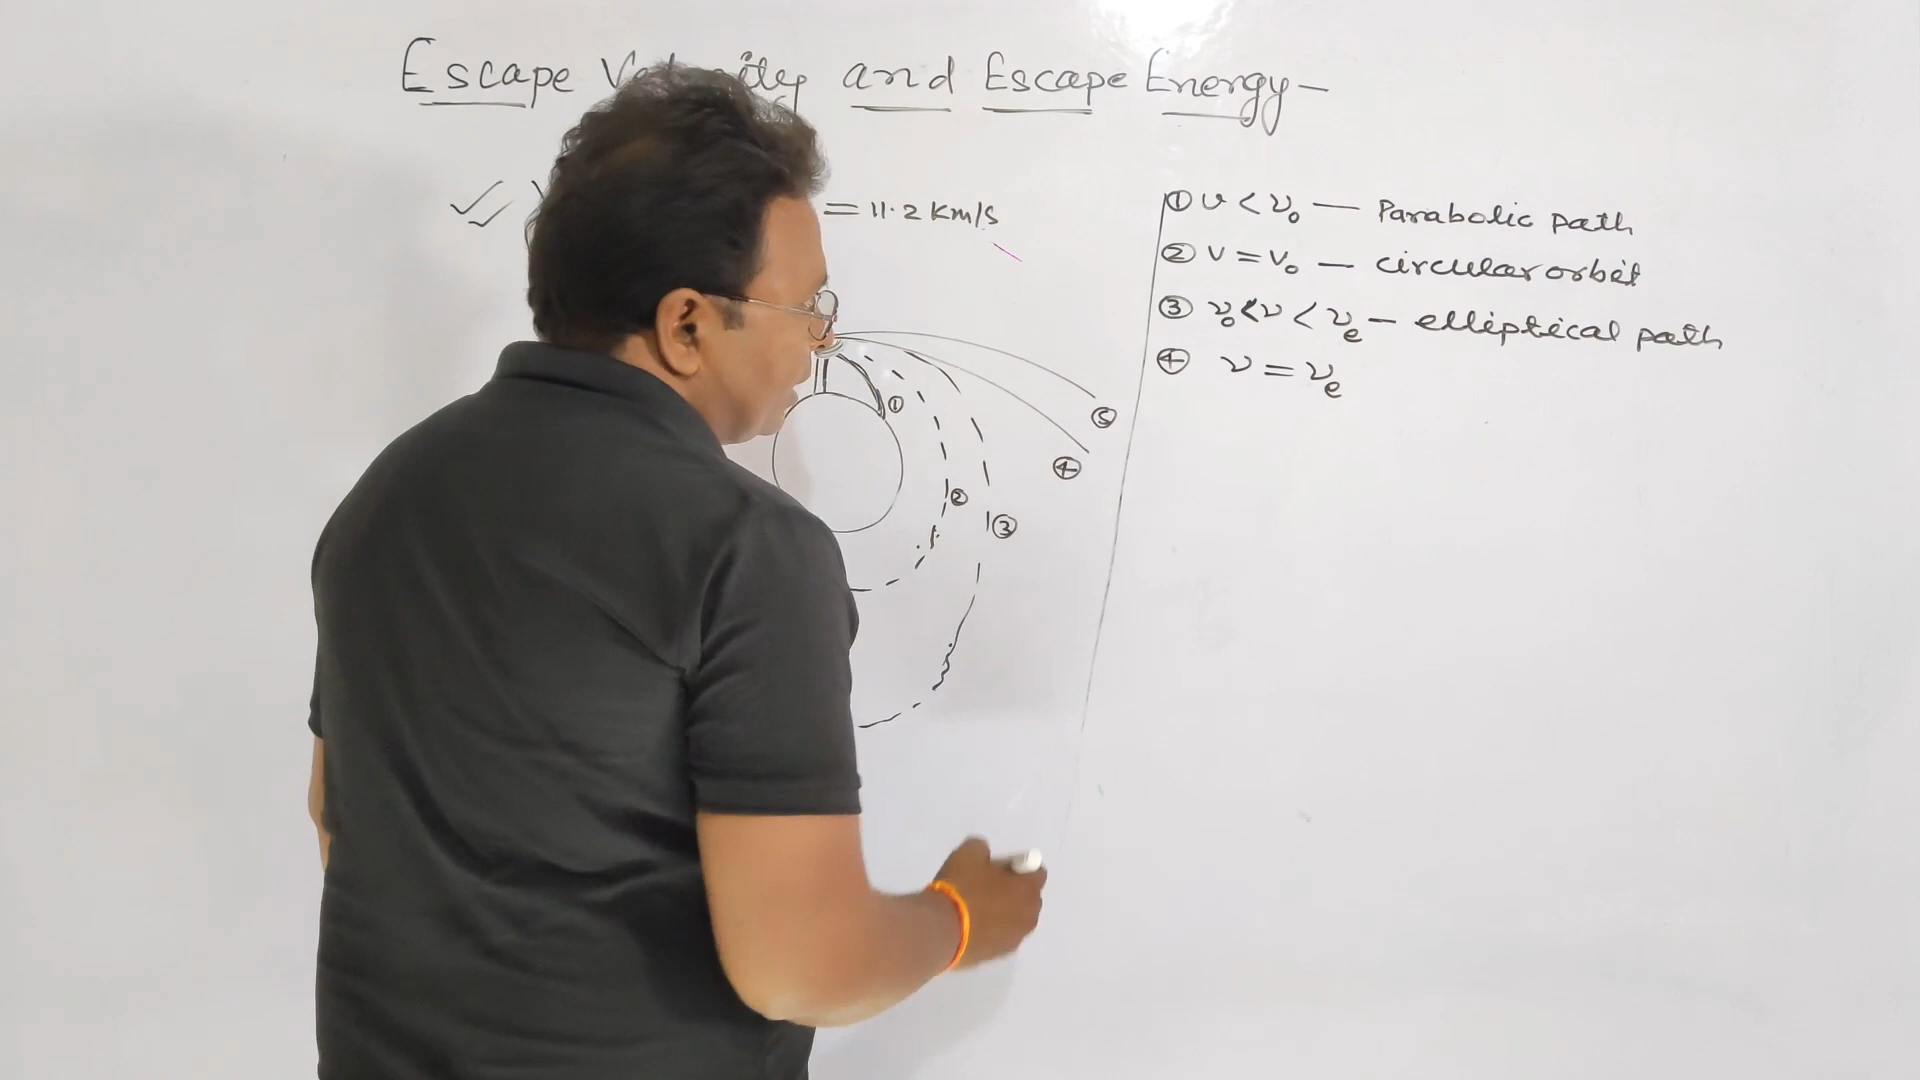 Escape and Escape Energy-
= 11.2 Km/s
① v < v₀ — Parabolic path
② v = v₀ — circular orbit
③ v₀ < v < vₑ — elliptical path
④ v = vₑ
①
⑤
④
②
③